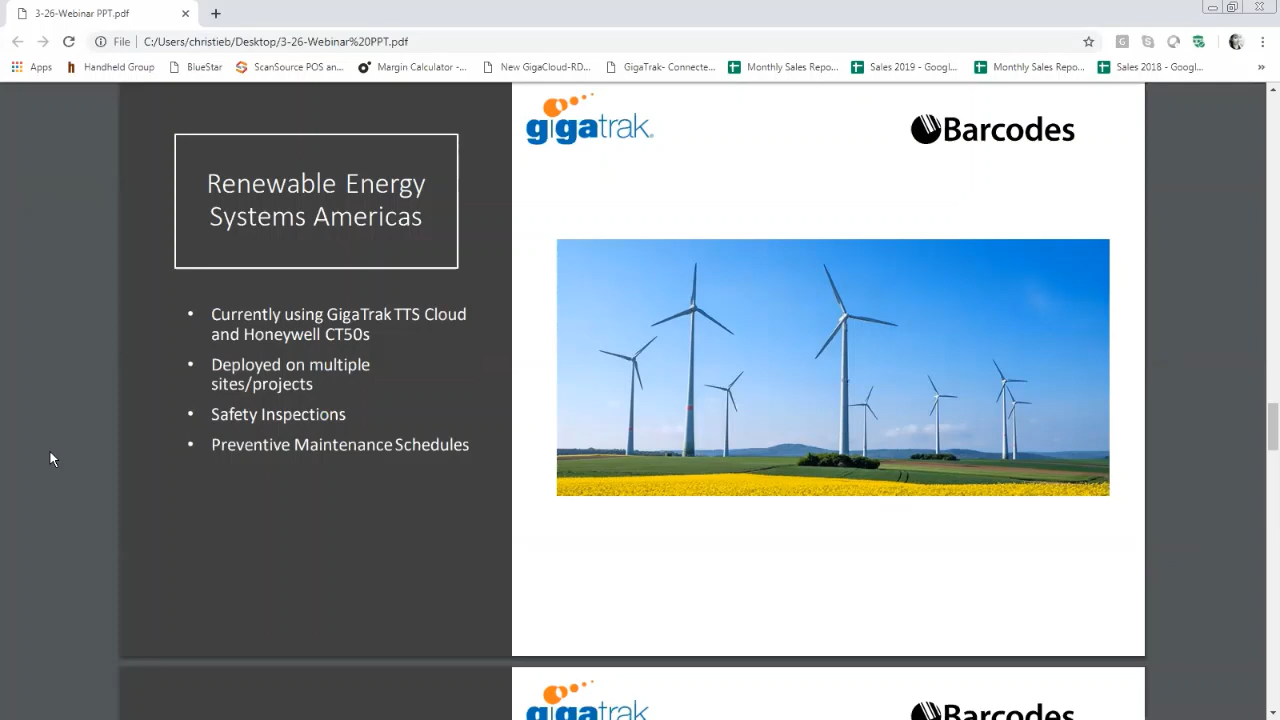 3-26-Webinar PPT.pdf
File
C:/Users/christieb/Desktop/3-26-Webinar%20PPT.pdf
Apps
Handheld Group
BlueStar
ScanSource POS an...
Margin Calculator -...
New GigaCloud-RD...
GigaTrak- Connecte...
Monthly Sales Repo...
Sales 2019 - Googl...
Monthly Sales Repo...
Sales 2018 - Googl...
»
Renewable Energy
Systems Americas
• Currently using GigaTrak TTS Cloud
and Honeywell CT50s
• Deployed on multiple
sites/projects
• Safety Inspections
• Preventive Maintenance Schedules
gigatrak
Barcodes
gigatrak
Barcodes